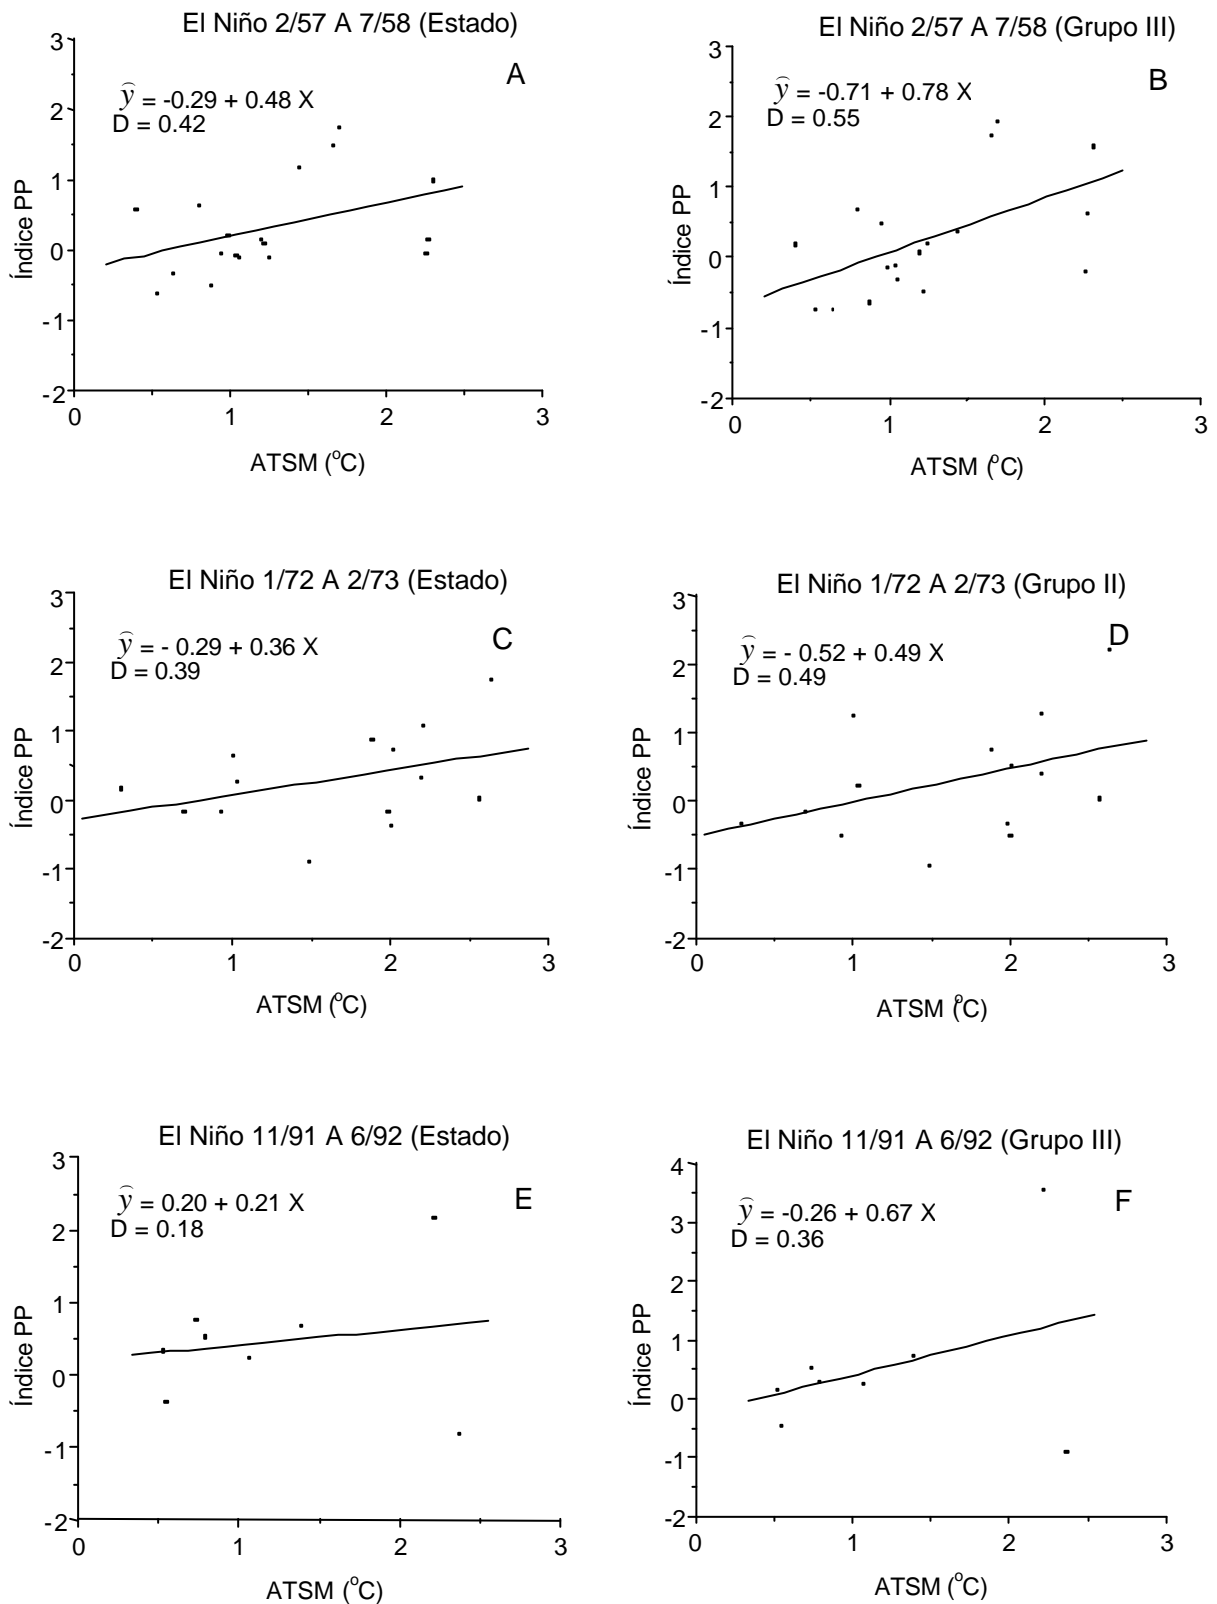 El Niño 2/57 A 7/58 (Estado)
A
ŷ = -0.29 + 0.48 X
D = 0.42
3
2
1
0
-1
-2
Índice PP
0 1 2 3
ATSM (°C)
El Niño 2/57 A 7/58 (Grupo III)
B
ŷ = -0.71 + 0.78 X
D = 0.55
3
2
1
0
-1
-2
Índice PP
0 1 2 3
ATSM (°C)
El Niño 1/72 A 2/73 (Estado)
C
ŷ = - 0.29 + 0.36 X
D = 0.39
3
2
1
0
-1
-2
Índice PP
0 1 2 3
ATSM (°C)
El Niño 1/72 A 2/73 (Grupo II)
D
ŷ = - 0.52 + 0.49 X
D = 0.49
3
2
1
0
-1
-2
Índice PP
0 1 2 3
ATSM (°C)
El Niño 11/91 A 6/92 (Estado)
E
ŷ = 0.20 + 0.21 X
D = 0.18
3
2
1
0
-1
-2
Índice PP
0 1 2 3
ATSM (°C)
El Niño 11/91 A 6/92 (Grupo III)
F
ŷ = -0.26 + 0.67 X
D = 0.36
4
3
2
1
0
-1
-2
Índice PP
0 1 2 3
ATSM (°C)